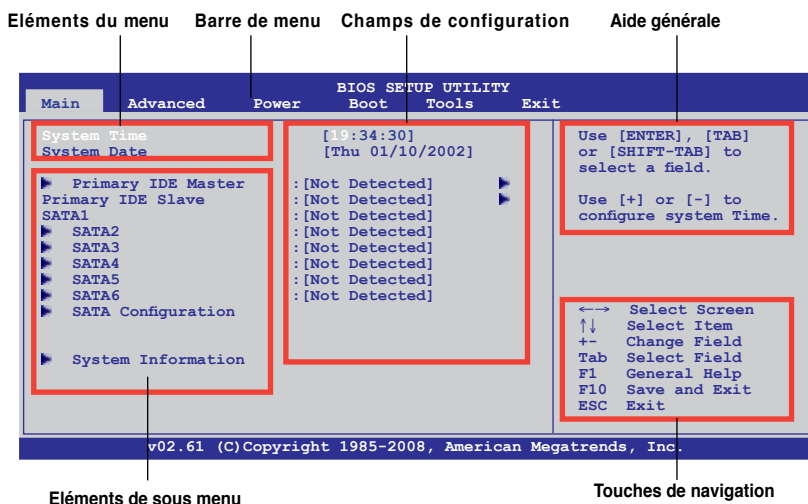 Eléments du menu Barre de menu Champs de configuration Aide générale
BIOS SETUP UTILITY
Main Advanced Power Boot Tools Exit
System Time [19:34:30]
System Date [Thu 01/10/2002]
Primary IDE Master :[Not Detected]
Primary IDE Slave :[Not Detected]
SATA1 :[Not Detected]
SATA2 :[Not Detected]
SATA3 :[Not Detected]
SATA4 :[Not Detected]
SATA5 :[Not Detected]
SATA6 :[Not Detected]
SATA Configuration
System Information
Use [ENTER], [TAB]
or [SHIFT-TAB] to
select a field.
Use [+] or [-] to
configure system Time.
←→ Select Screen
↑↓ Select Item
+- Change Field
Tab Select Field
F1 General Help
F10 Save and Exit
ESC Exit
v02.61 (C)Copyright 1985-2008, American Megatrends, Inc.
Eléments de sous menu
Touches de navigation